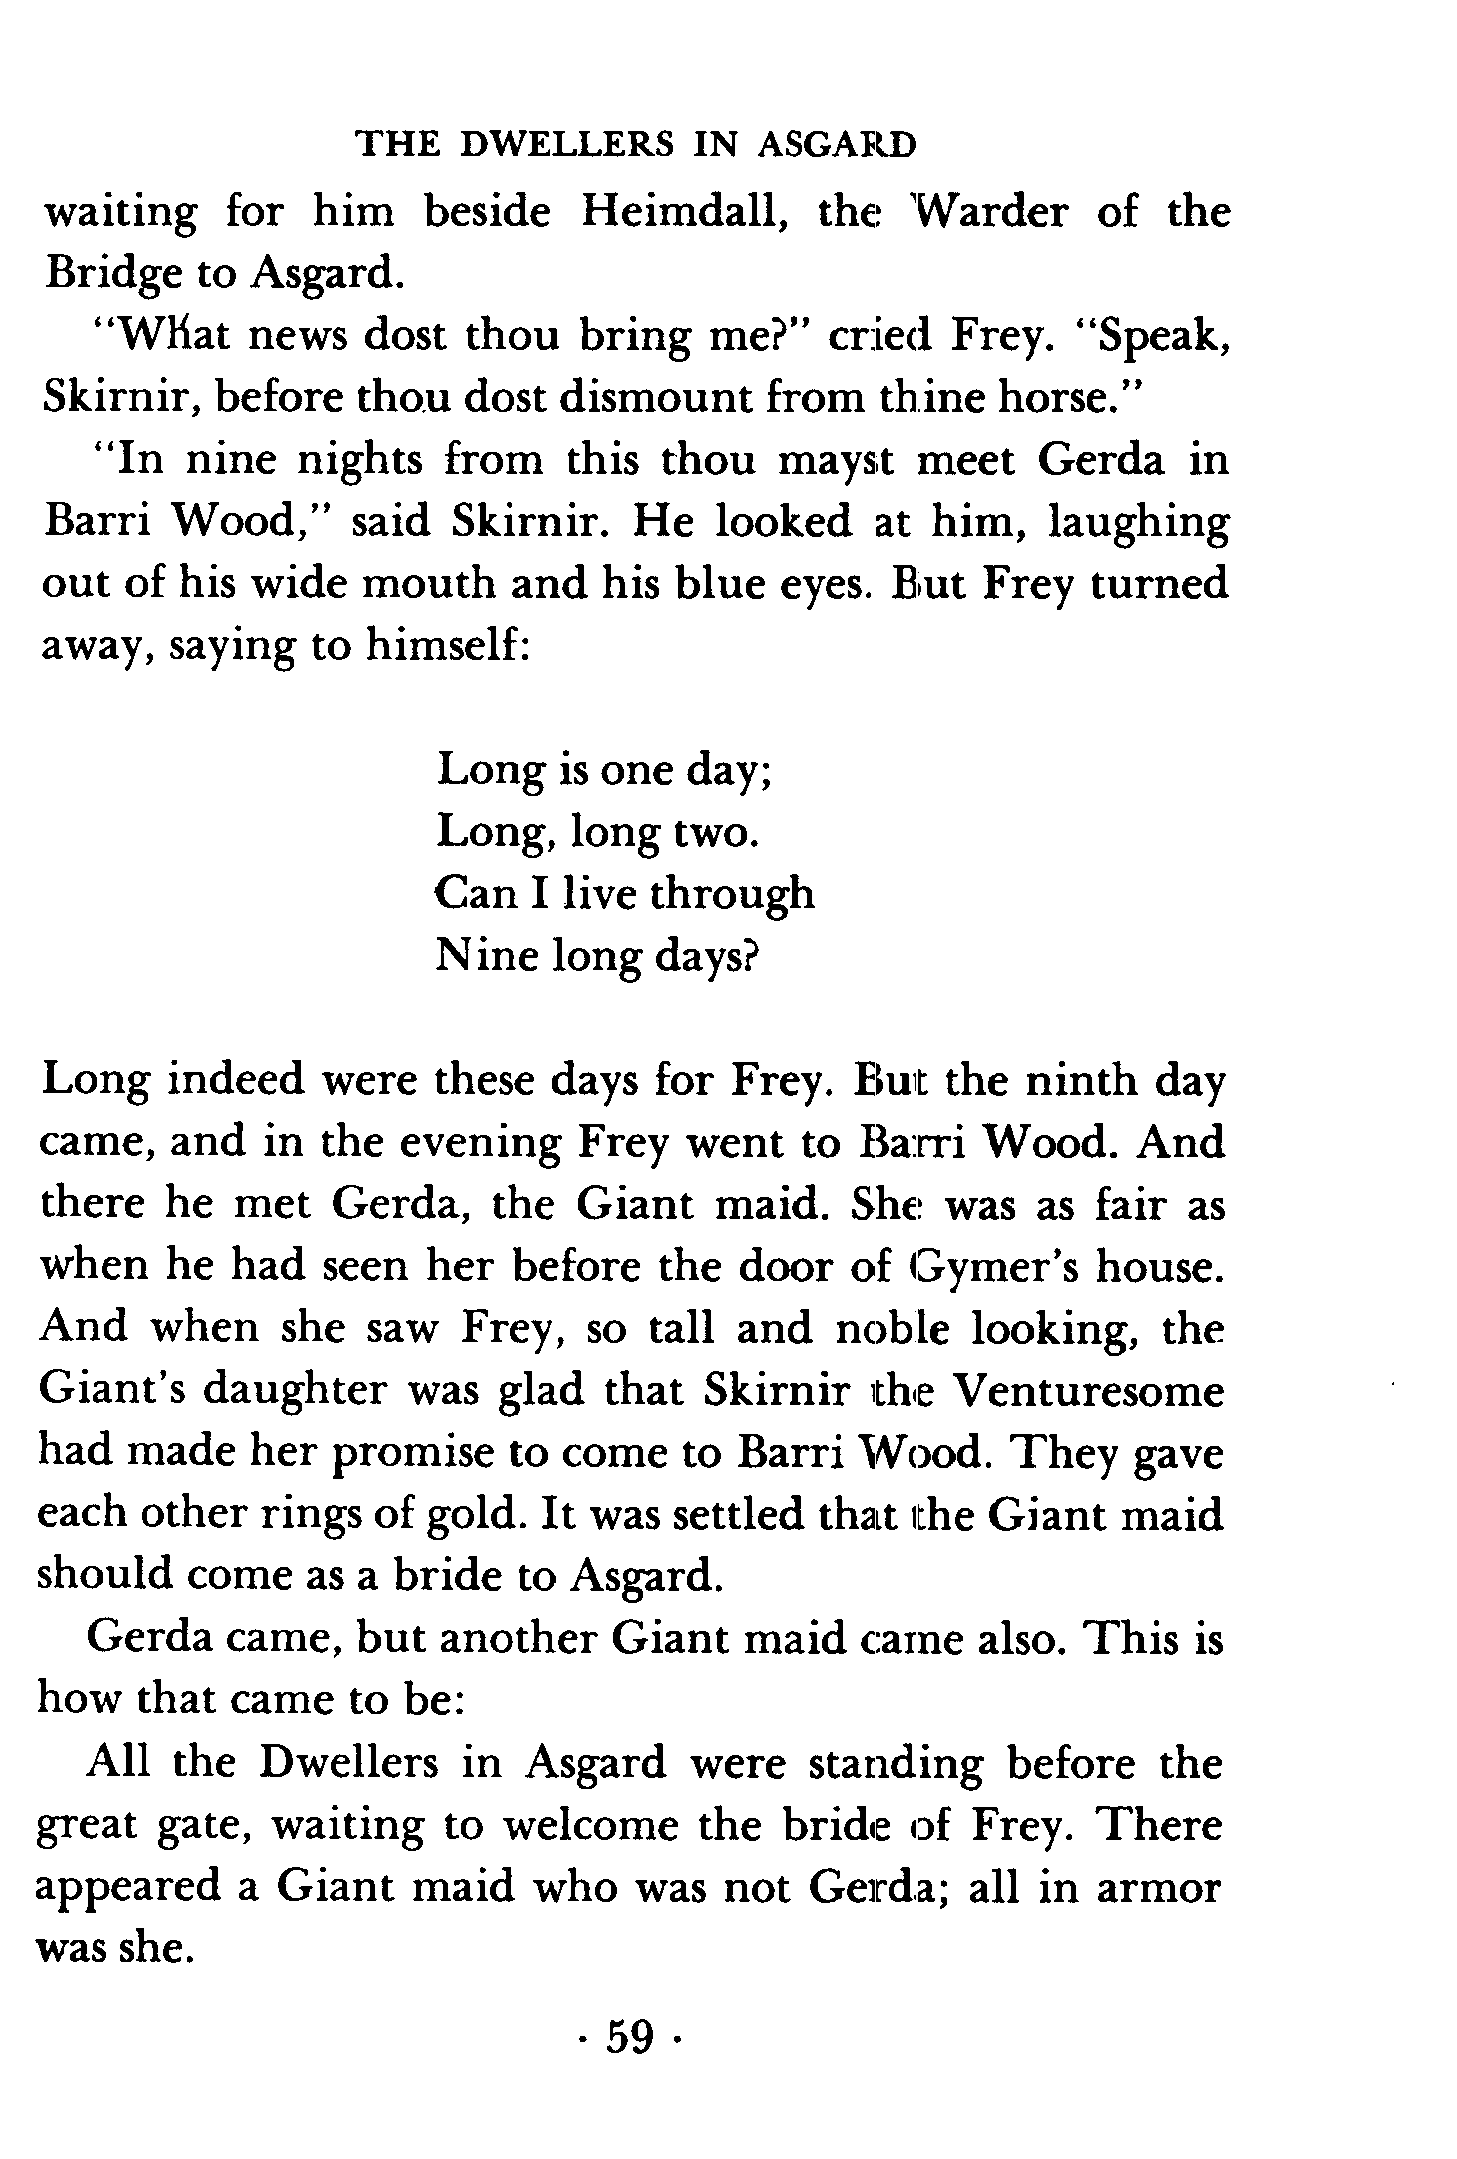 THE DWELLERS IN ASGARD
waiting for him beside Heimdall, the Warder of the
Bridge to Asgard.
“What news dost thou bring me?” cried Frey. “Speak,
Skirnir, before thou dost dismount from thine horse.”
“In nine nights from this thou mayst meet Gerda in
Barri Wood,” said Skirnir. He looked at him, laughing
out of his wide mouth and his blue eyes. But Frey turned
away, saying to himself:
Long is one day;
Long, long two.
Can I live through
Nine long days?
Long indeed were these days for Frey. But the ninth day
came, and in the evening Frey went to Barri Wood. And
there he met Gerda, the Giant maid. She was as fair as
when he had seen her before the door of Gymer's house.
And when she saw Frey, so tall and noble looking, the
Giant's daughter was glad that Skirnir the Venturesome
had made her promise to come to Barri Wood. They gave
each other rings of gold. It was settled that the Giant maid
should come as a bride to Asgard.
Gerda came, but another Giant maid came also. This is
how that came to be:
All the Dwellers in Asgard were standing before the
great gate, waiting to welcome the bride of Frey. There
appeared a Giant maid who was not Gerda; all in armor
was she.
· 59 ·